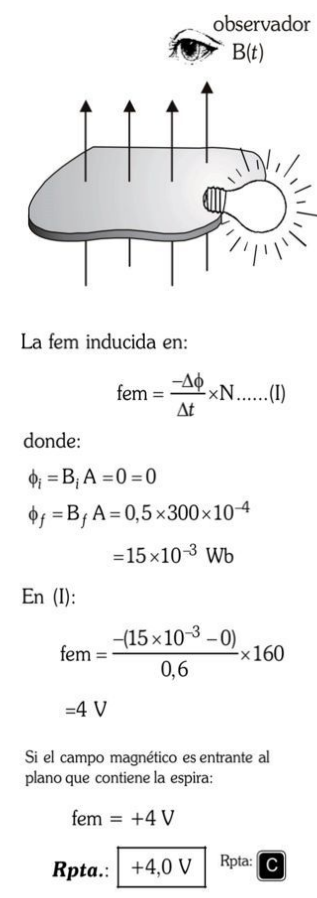 observador
B(t)
La fem inducida en:
fem = −Δϕ/Δt ×N......(I)
donde:
ϕᵢ = Bᵢ A = 0 = 0
ϕ_f = B_f A = 0,5×300×10⁻⁴
=15×10⁻³ Wb
En (I):
fem = −(15×10⁻³ − 0)/0,6 ×160
=4 V
Si el campo magnético es entrante al
plano que contiene la espira:
fem = +4 V
Rpta.: +4,0 V Rpta: C